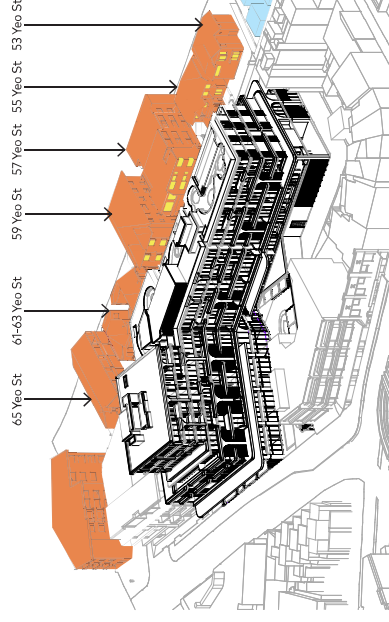 53 Yeo St
55 Yeo St
57 Yeo St
59 Yeo St
61-63 Yeo St
65 Yeo St